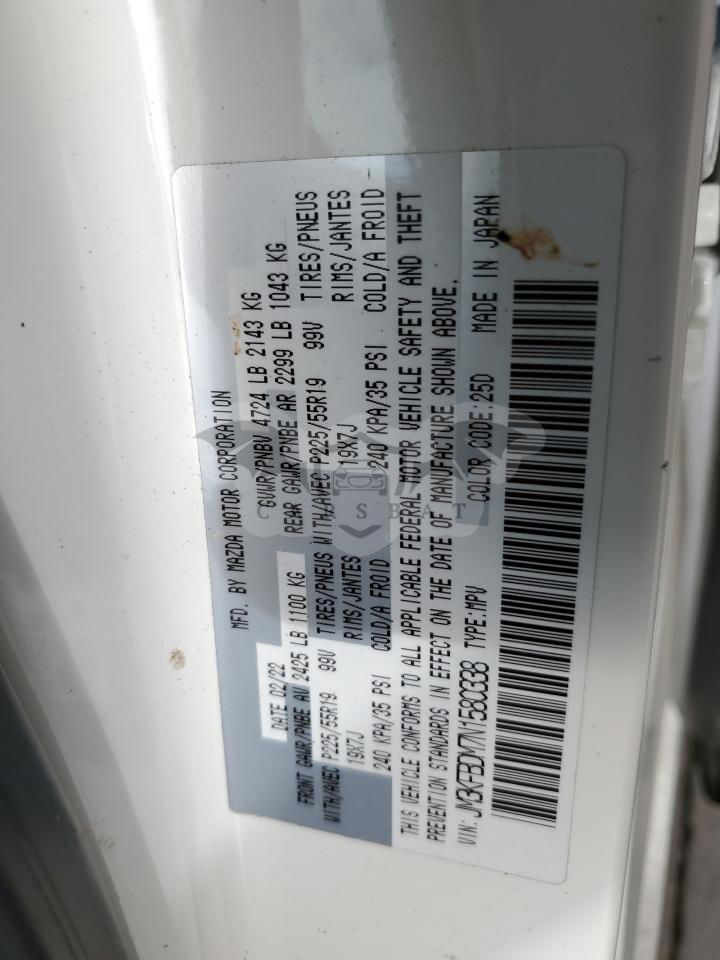 MFD. BY MAZDA MOTOR CORPORATION
DATE 02/22 GVWR/PNBV 4724 LB 2143 KG
FRONT GAWR/PNBE AV 2425 LB 1100 KG REAR GAWR/PNBE AR 2299 LB 1043 KG
WITH/AVEC P225/55R19 99V TIRES/PNEUS WITH/AVEC P225/55R19 99V TIRES/PNEUS
19X7J RIMS/JANTES 19X7J RIMS/JANTES
240 KPA/35 PSI COLD/A FROID 240 KPA/35 PSI COLD/A FROID
THIS VEHICLE CONFORMS TO ALL APPLICABLE FEDERAL MOTOR VEHICLE SAFETY AND THEFT
PREVENTION STANDARDS IN EFFECT ON THE DATE OF MANUFACTURE SHOWN ABOVE.
VIN: JM3KFBDM7N1580338 TYPE:MPV COLOR CODE:25D MADE IN JAPAN
CARSBAT